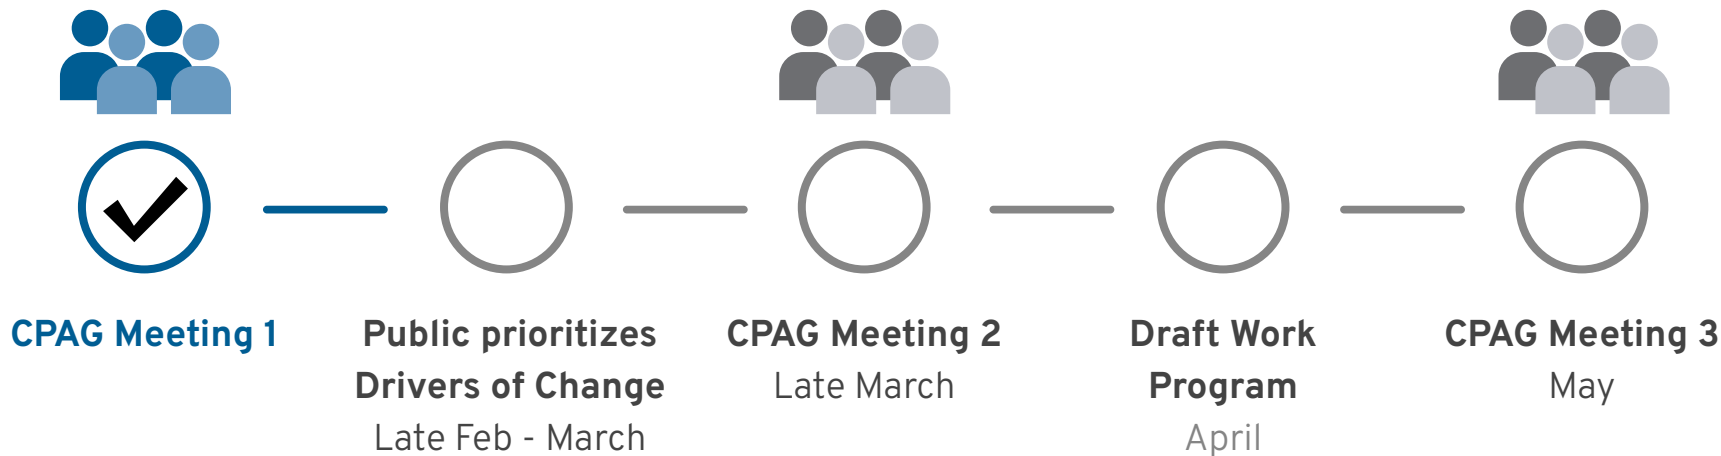 CPAG Meeting 1
Public prioritizes
Drivers of Change
Late Feb - March
CPAG Meeting 2
Late March
Draft Work
Program
April
CPAG Meeting 3
May